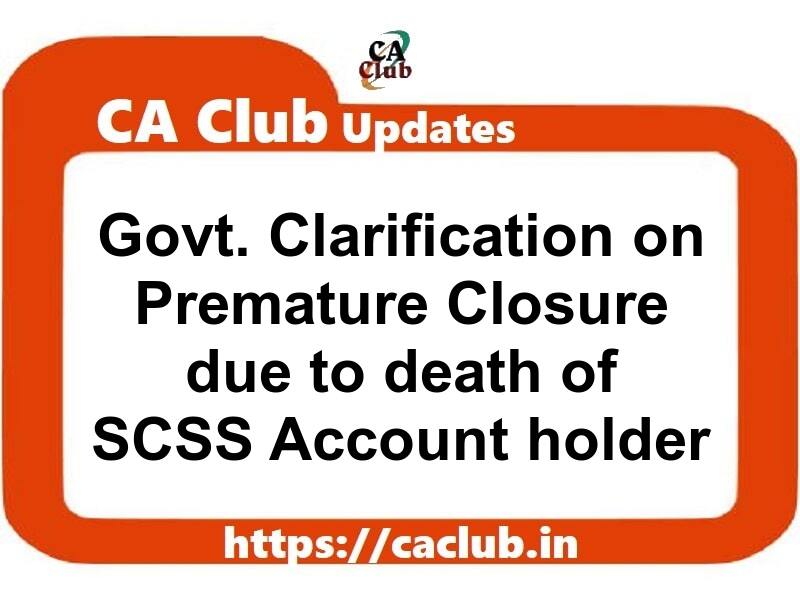 CA
Club
CA Club Updates
Govt. Clarification on
Premature Closure
due to death of
SCSS Account holder
https://caclub.in